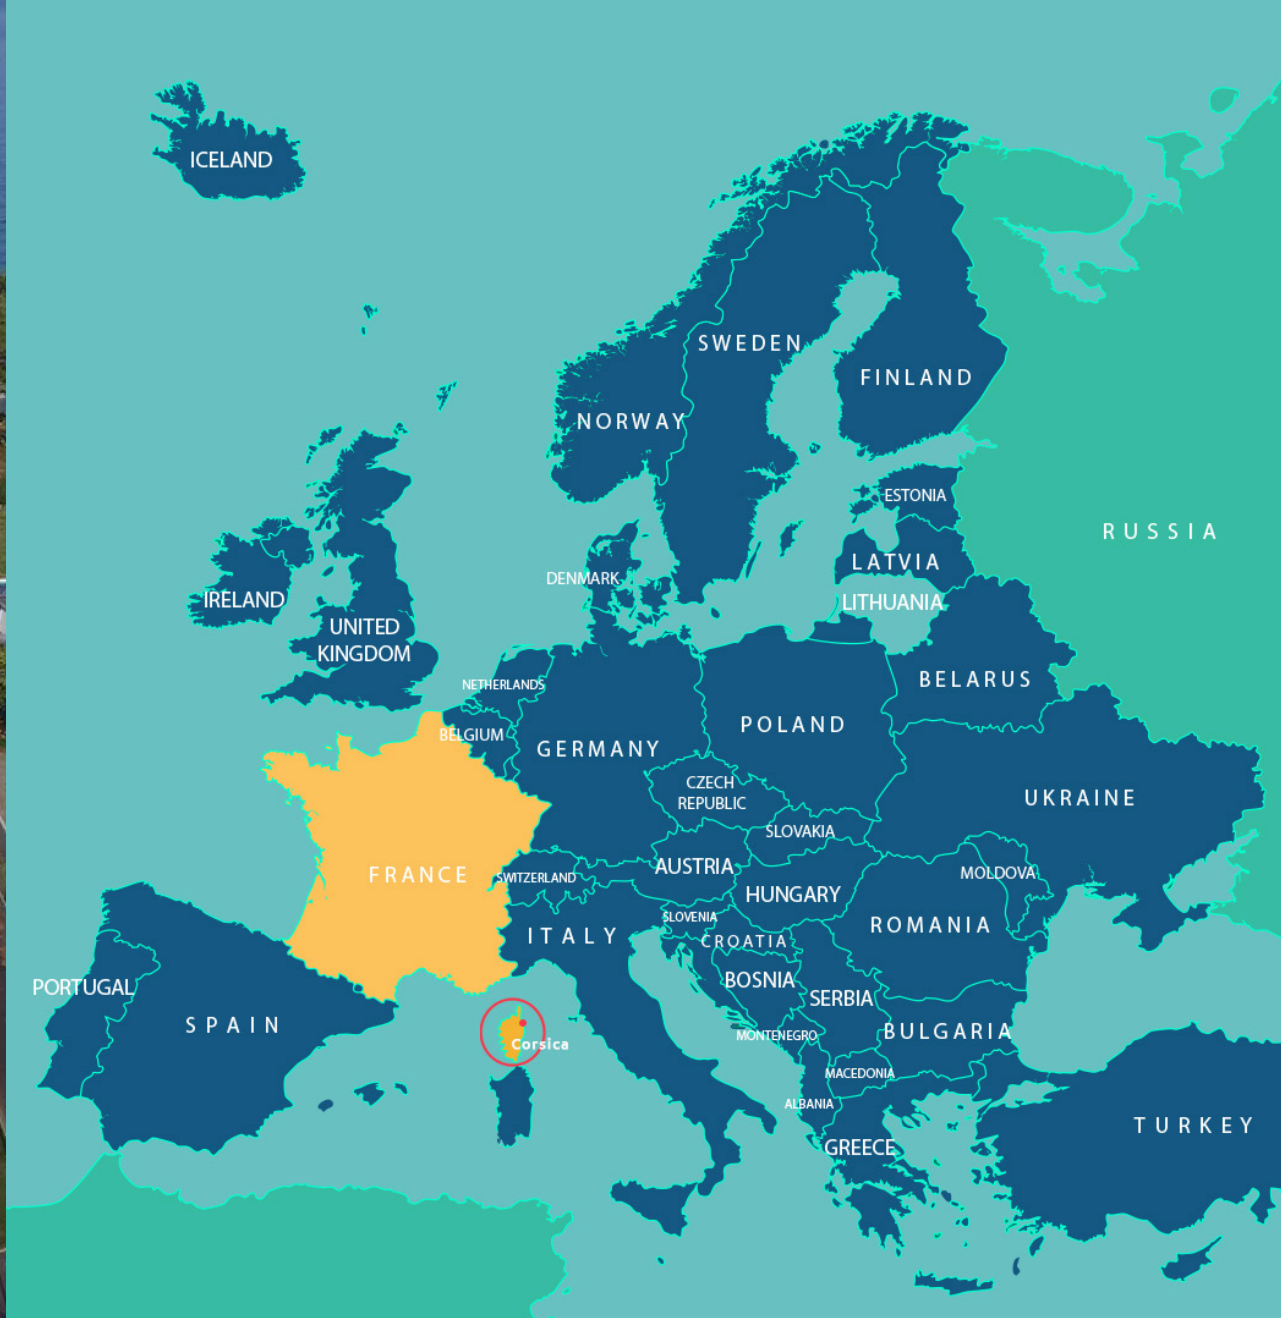 ICELAND
SWEDEN
FINLAND
NORWAY
ESTONIA
RUSSIA
LATVIA
DENMARK
IRELAND
LITHUANIA
UNITED
KINGDOM
BELARUS
NETHERLANDS
POLAND
BELGIUM
GERMANY
CZECH
REPUBLIC
UKRAINE
SLOVAKIA
AUSTRIA
FRANCE
SWITZERLAND
MOLDOVA
HUNGARY
SLOVENIA
ROMANIA
ITALY
CROATIA
BOSNIA
PORTUGAL
SERBIA
SPAIN
MONTENEGRO
BULGARIA
Corsica
MACEDONIA
ALBANIA
TURKEY
GREECE